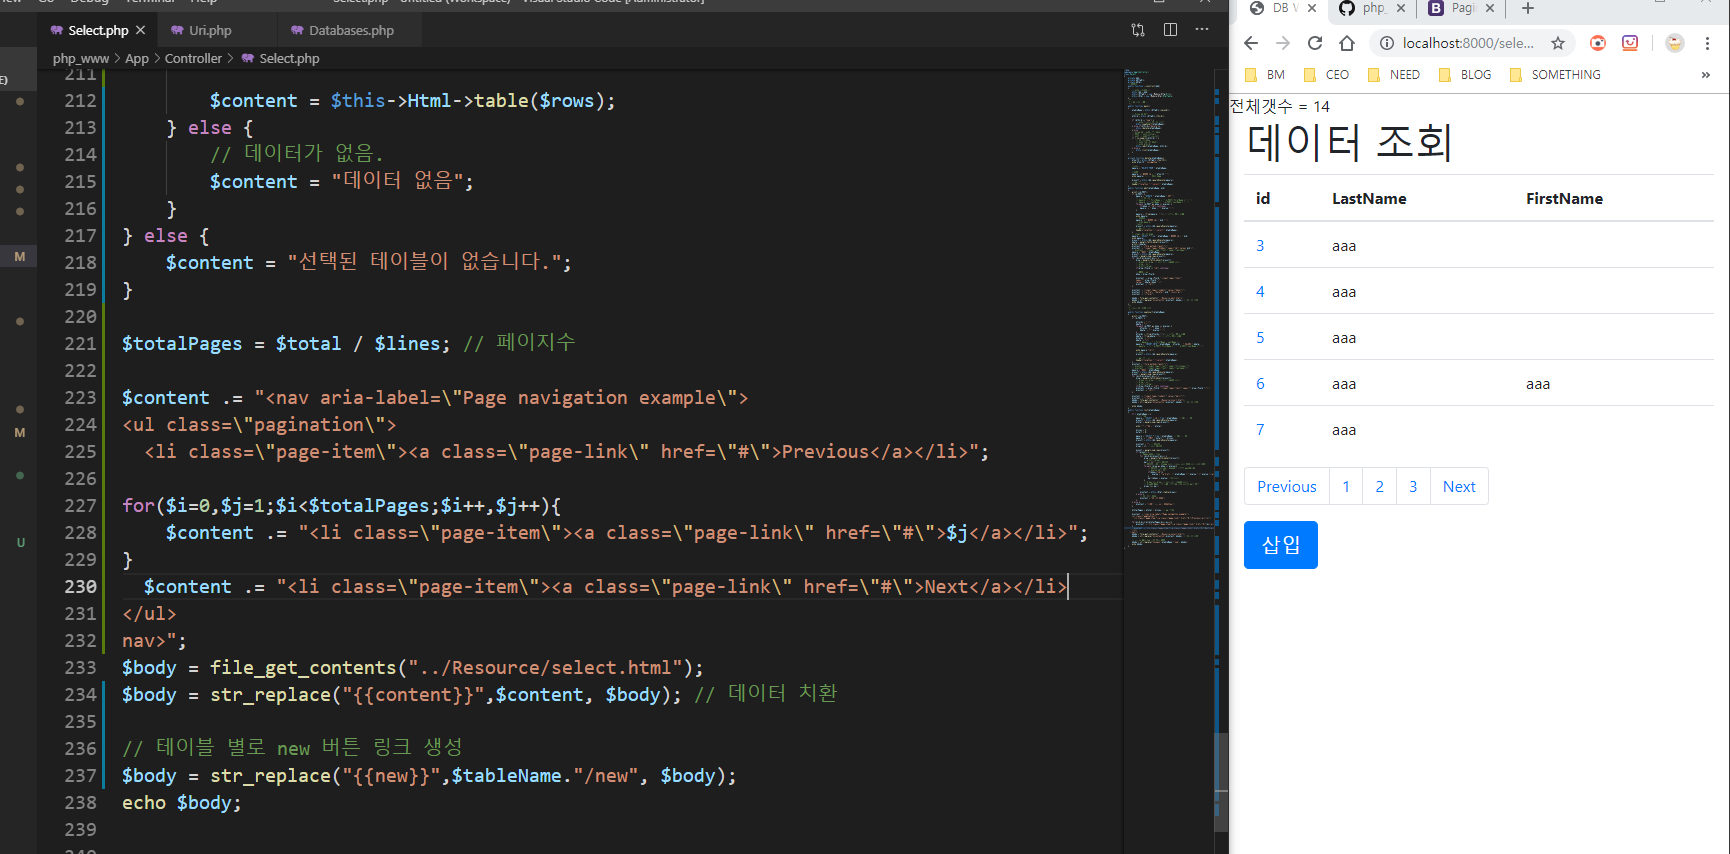 Select.php
Uri.php
Databases.php
php_www > App > Controller > Select.php
211
212 $content = $this->Html->table($rows);
213 } else {
214 // 데이터가 없음.
215 $content = "데이터 없음";
216 }
217 } else {
218 $content = "선택된 테이블이 없습니다.";
219 }
220
221 $totalPages = $total / $lines; // 페이지수
222
223 $content .= "<nav aria-label=\"Page navigation example\">
224 <ul class=\"pagination\">
225 <li class=\"page-item\"><a class=\"page-link\" href=\"#\">Previous</a></li>";
226
227 for($i=0,$j=1;$i<$totalPages;$i++,$j++){
228 $content .= "<li class=\"page-item\"><a class=\"page-link\" href=\"#\">$j</a></li>";
229 }
230 $content .= "<li class=\"page-item\"><a class=\"page-link\" href=\"#\">Next</a></li>
231 </ul>
232 nav>";
233 $body = file_get_contents("../Resource/select.html");
234 $body = str_replace("{{content}}",$content, $body); // 데이터 치환
235
236 // 테이블 별로 new 버튼 링크 생성
237 $body = str_replace("{{new}}",$tableName."/new", $body);
238 echo $body;
239
M
M
U
DB
php_
Pagi
localhost:8000/sele...
BM CEO NEED BLOG SOMETHING »
전체갯수 = 14
데이터 조회
id LastName FirstName
3 aaa
4 aaa
5 aaa
6 aaa aaa
7 aaa
Previous 1 2 3 Next
삽입